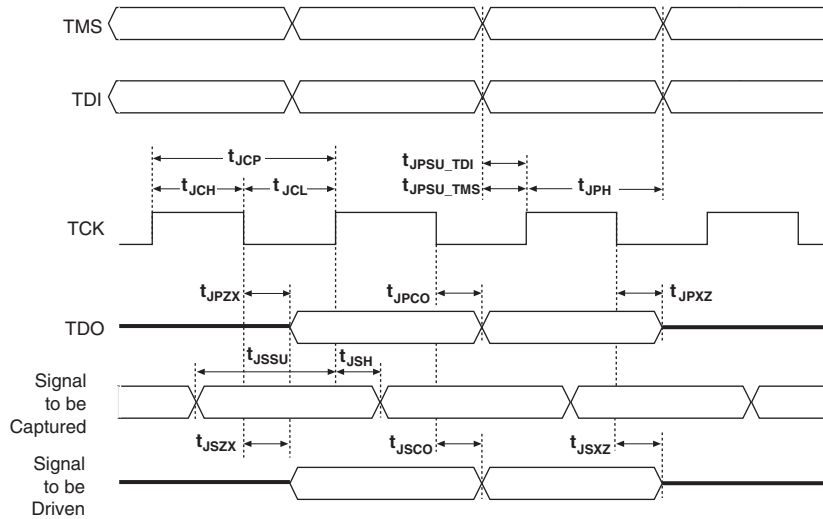 TMS
TDI
tJCP
tJPSU_TDI
tJCH
tJCL
tJPSU_TMS
tJPH
TCK
tJPZX
tJPCO
tJPXZ
TDO
tJSSU
tJSH
Signal
to be
Captured
tJSZX
tJSCO
tJSXZ
Signal
to be
Driven